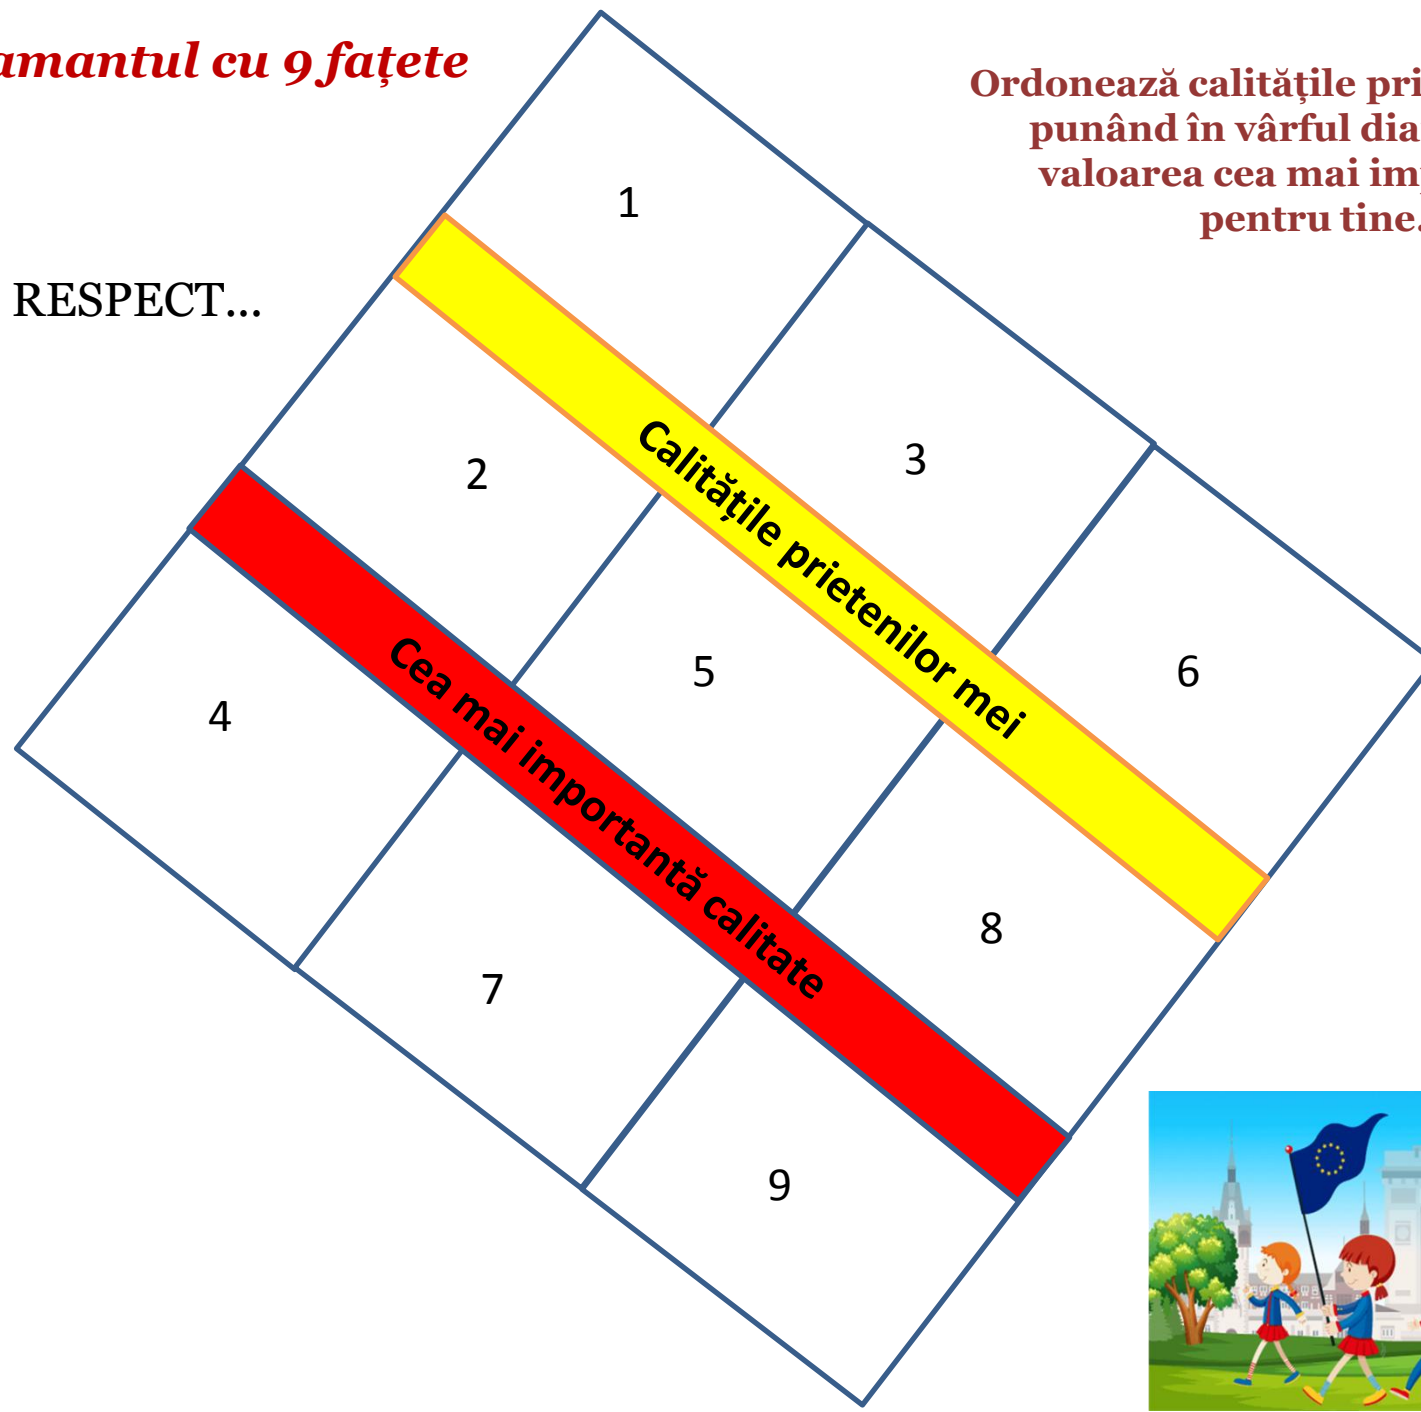 amantul cu 9 fațete
Ordonează calitățile pri
punând în vârful dia
valoarea cea mai im
pentru tine.
RESPECT...
1
Calitățile prietenilor mei
3
2
Cea mai importantă calitate
5
6
4
8
7
9